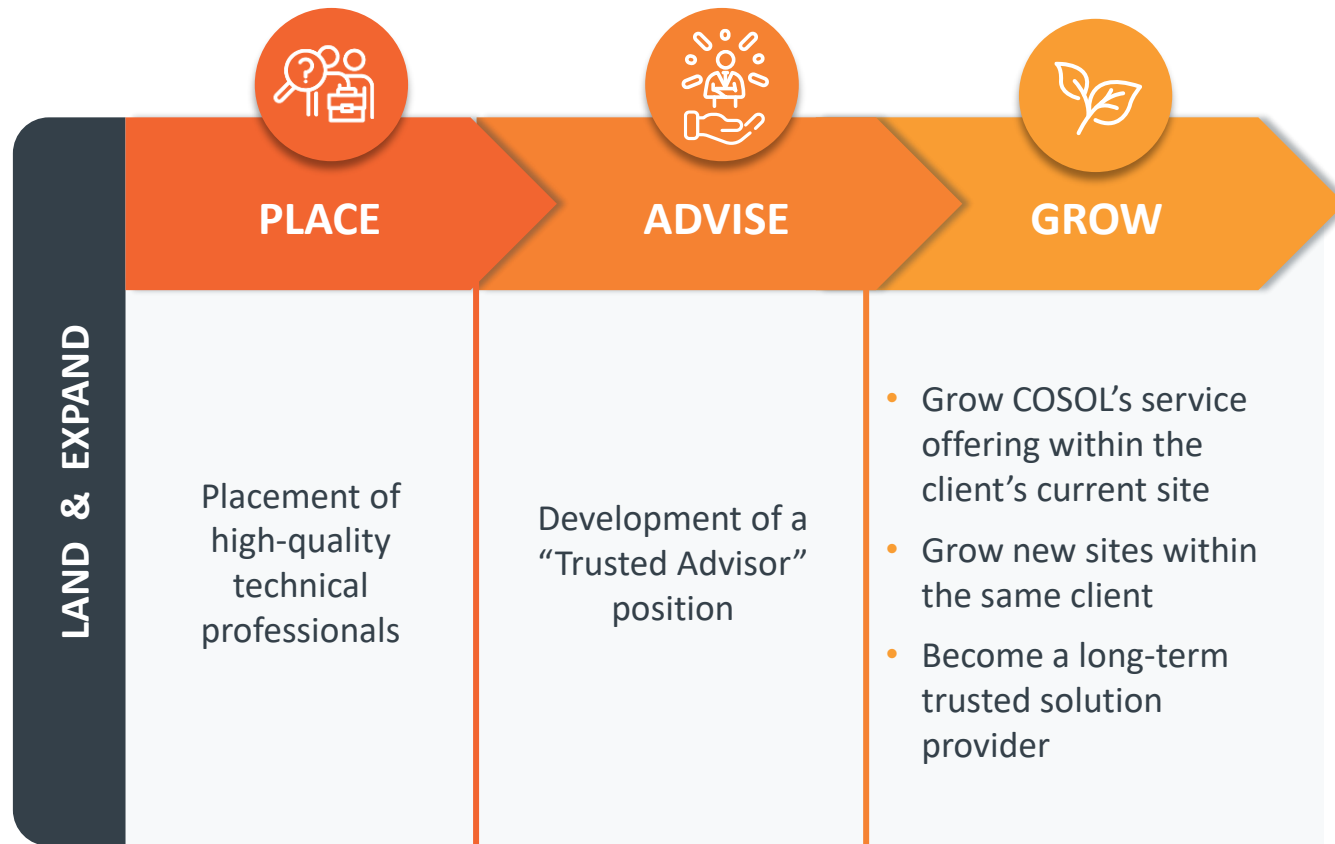 ?
PLACE
ADVISE
GROW
LAND & EXPAND
Placement of
high-quality
technical
professionals
Development of a
“Trusted Advisor”
position
• Grow COSOL’s service
offering within the
client’s current site
• Grow new sites within
the same client
• Become a long-term
trusted solution
provider